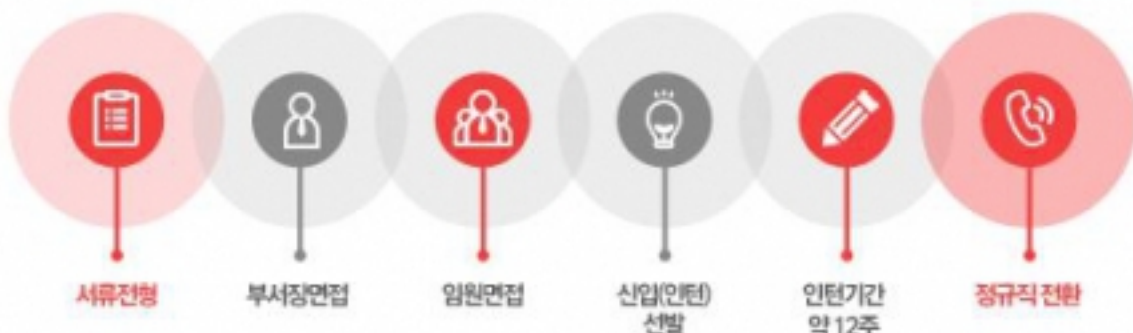 서류전형
부서장면접
임원면접
신입(인턴)
선발
인턴기간
약 12주
정규직 전환